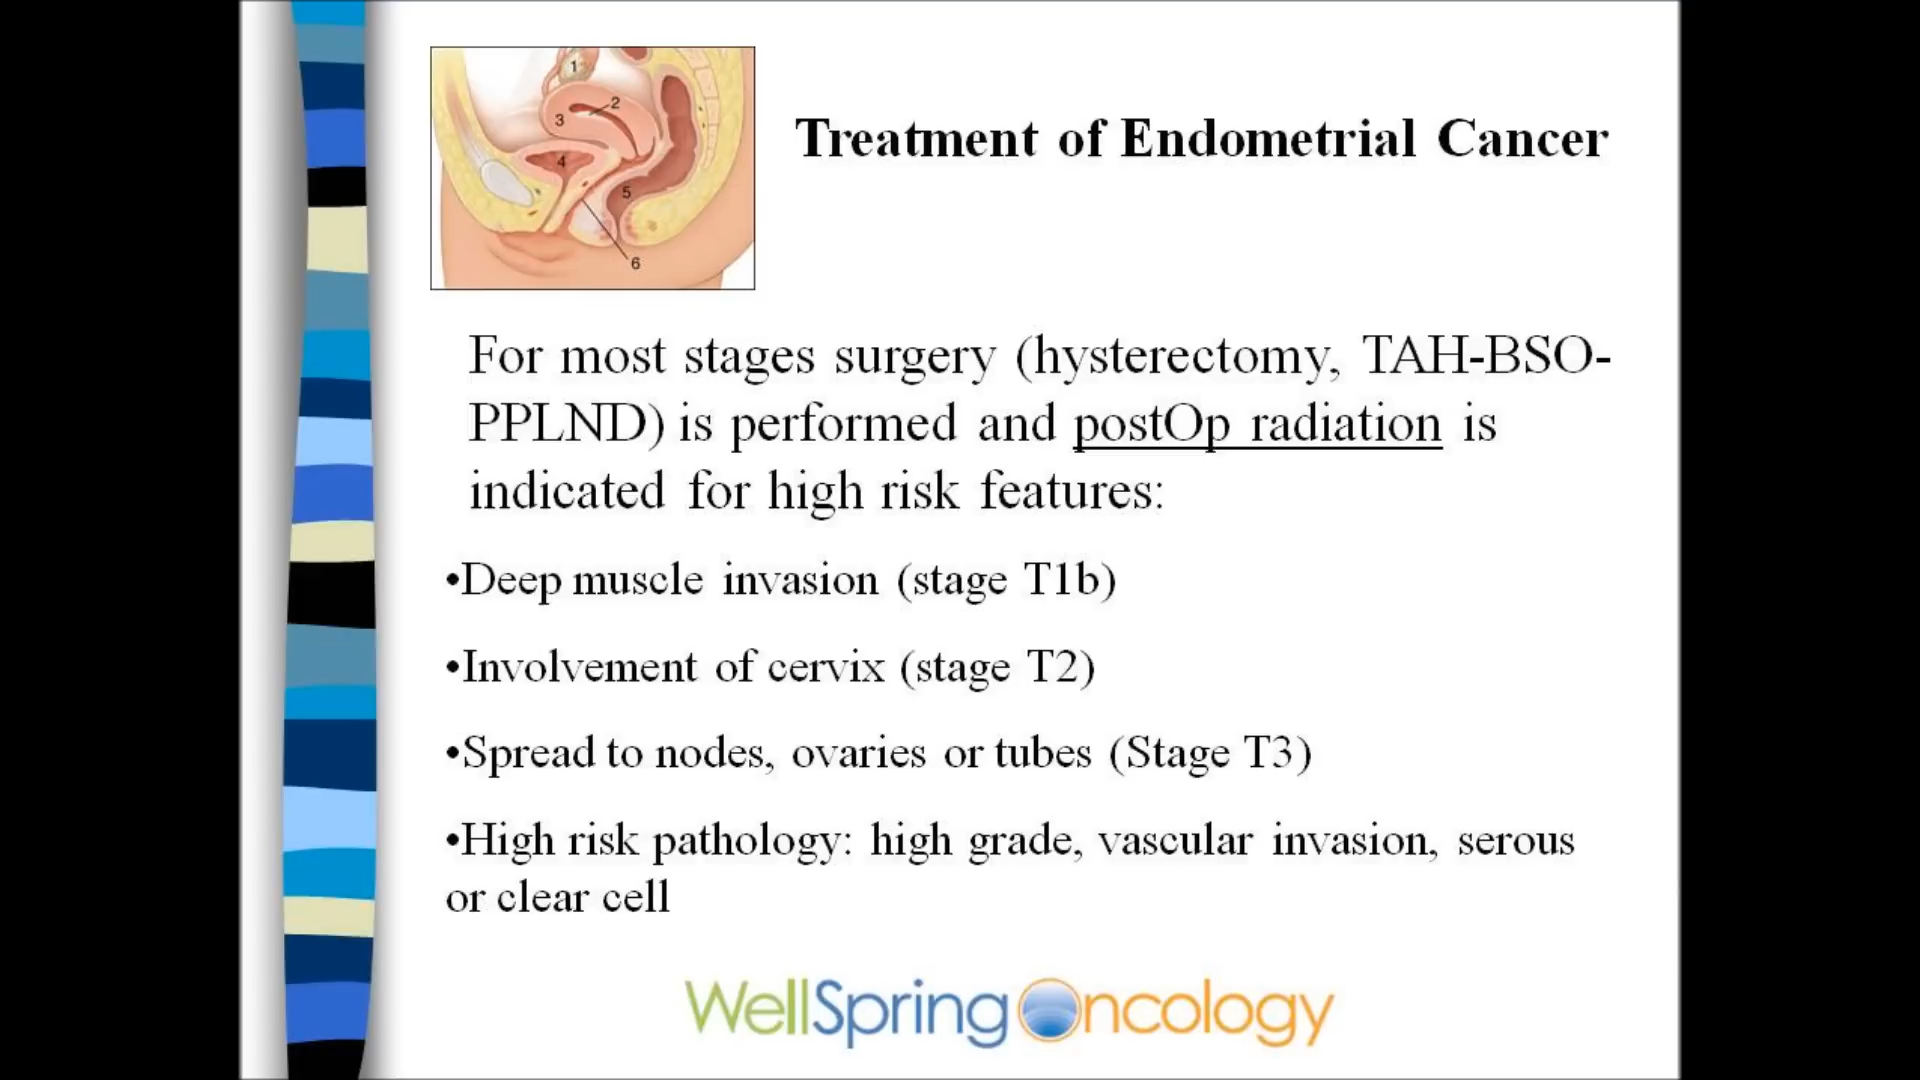 1
2
3
4
5
6
Treatment of Endometrial Cancer
For most stages surgery (hysterectomy, TAH-BSO-
PPLND) is performed and postOp radiation is
indicated for high risk features:
•Deep muscle invasion (stage T1b)
•Involvement of cervix (stage T2)
•Spread to nodes, ovaries or tubes (Stage T3)
•High risk pathology: high grade, vascular invasion, serous
or clear cell
WellSpring Oncology